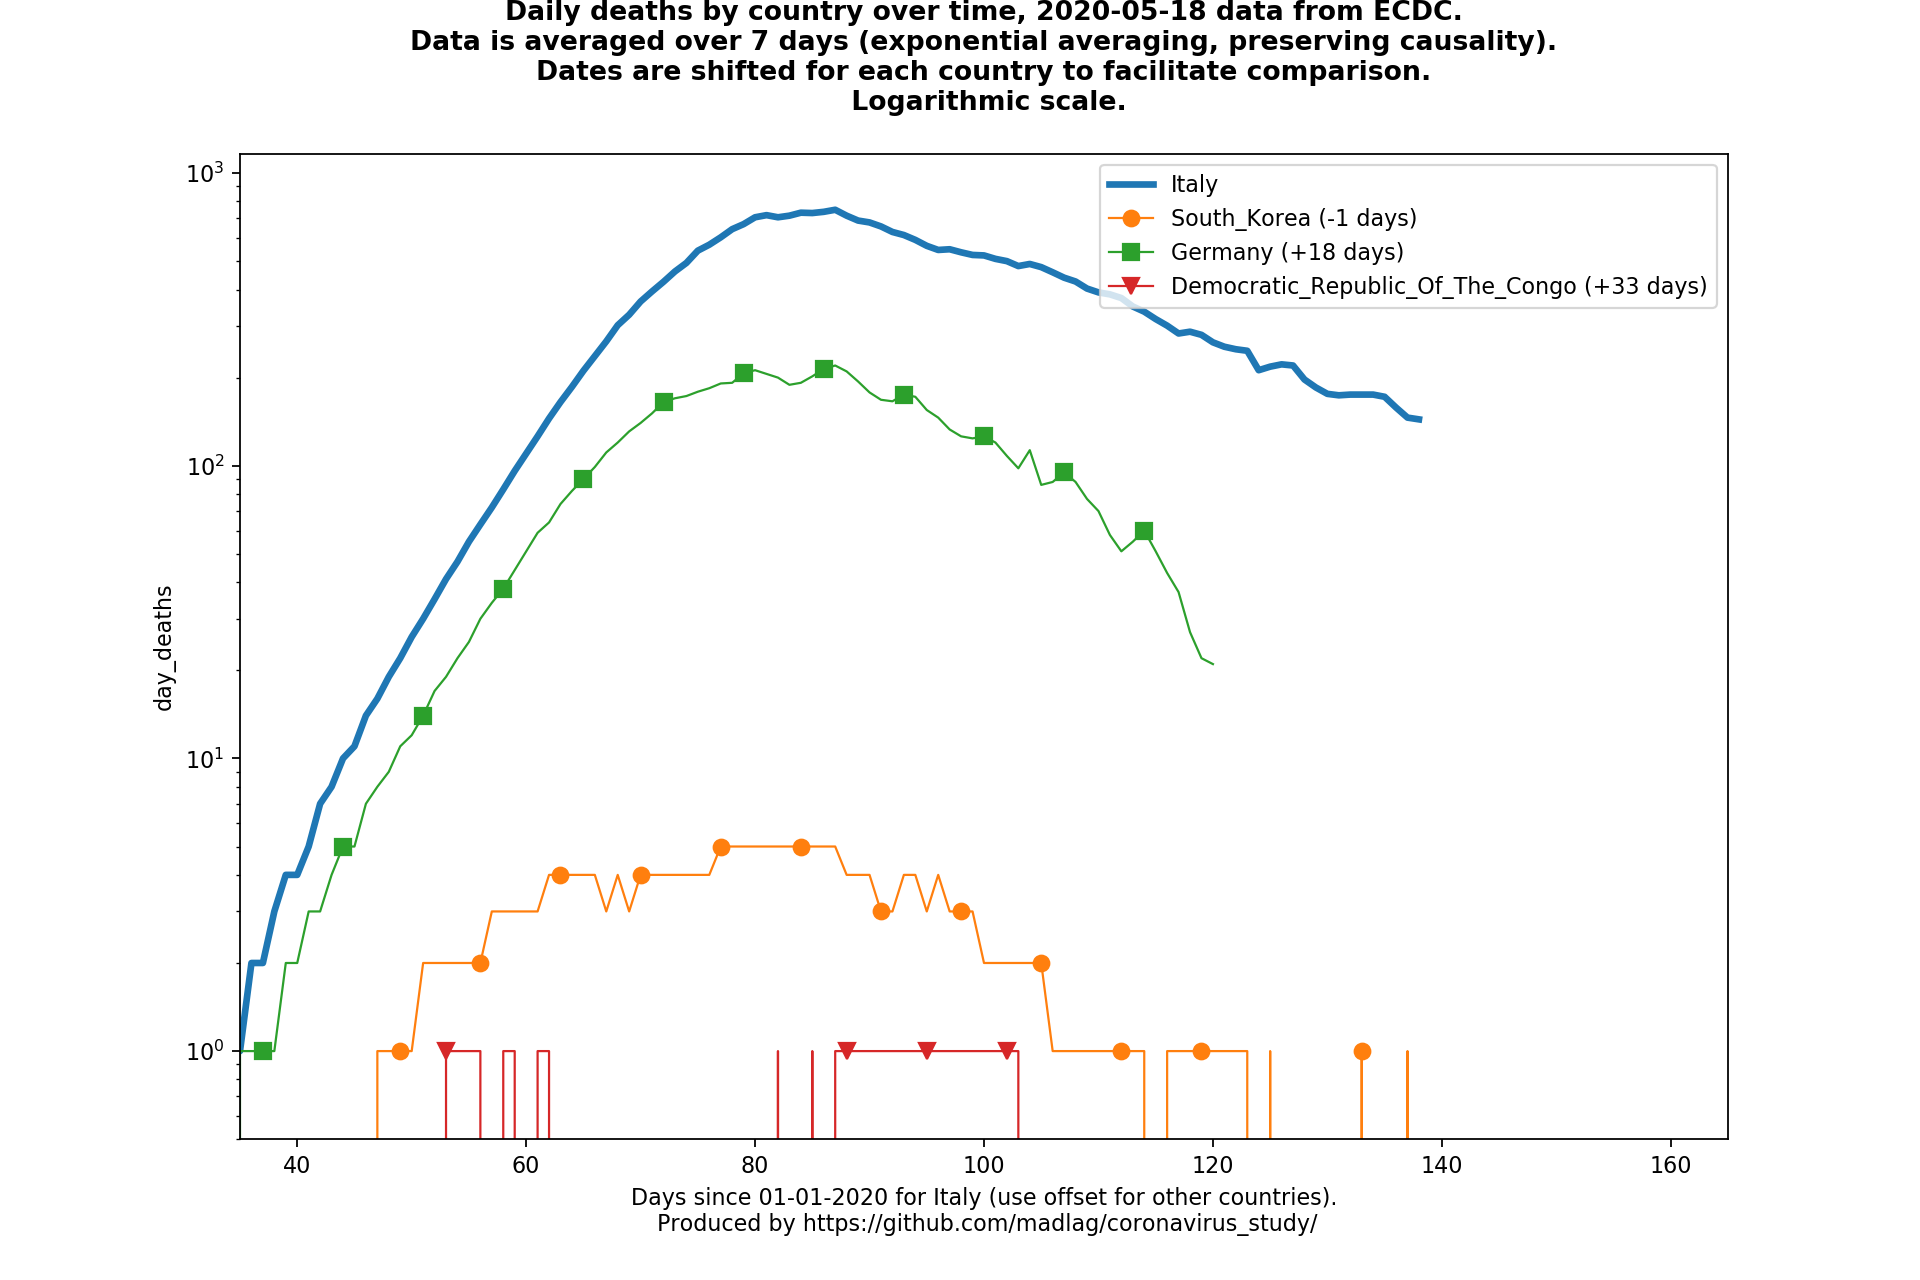 Daily deaths by country over time, 2020-05-18 data from ECDC.
Data is averaged over 7 days (exponential averaging, preserving causality).
Dates are shifted for each country to facilitate comparison.
Logarithmic scale.
10³
10²
10¹
10⁰
day_deaths
Italy
South_Korea (-1 days)
Germany (+18 days)
Democratic_Republic_Of_The_Congo (+33 days)
40 60 80 100 120 140 160
Days since 01-01-2020 for Italy (use offset for other countries).
Produced by https://github.com/madlag/coronavirus_study/